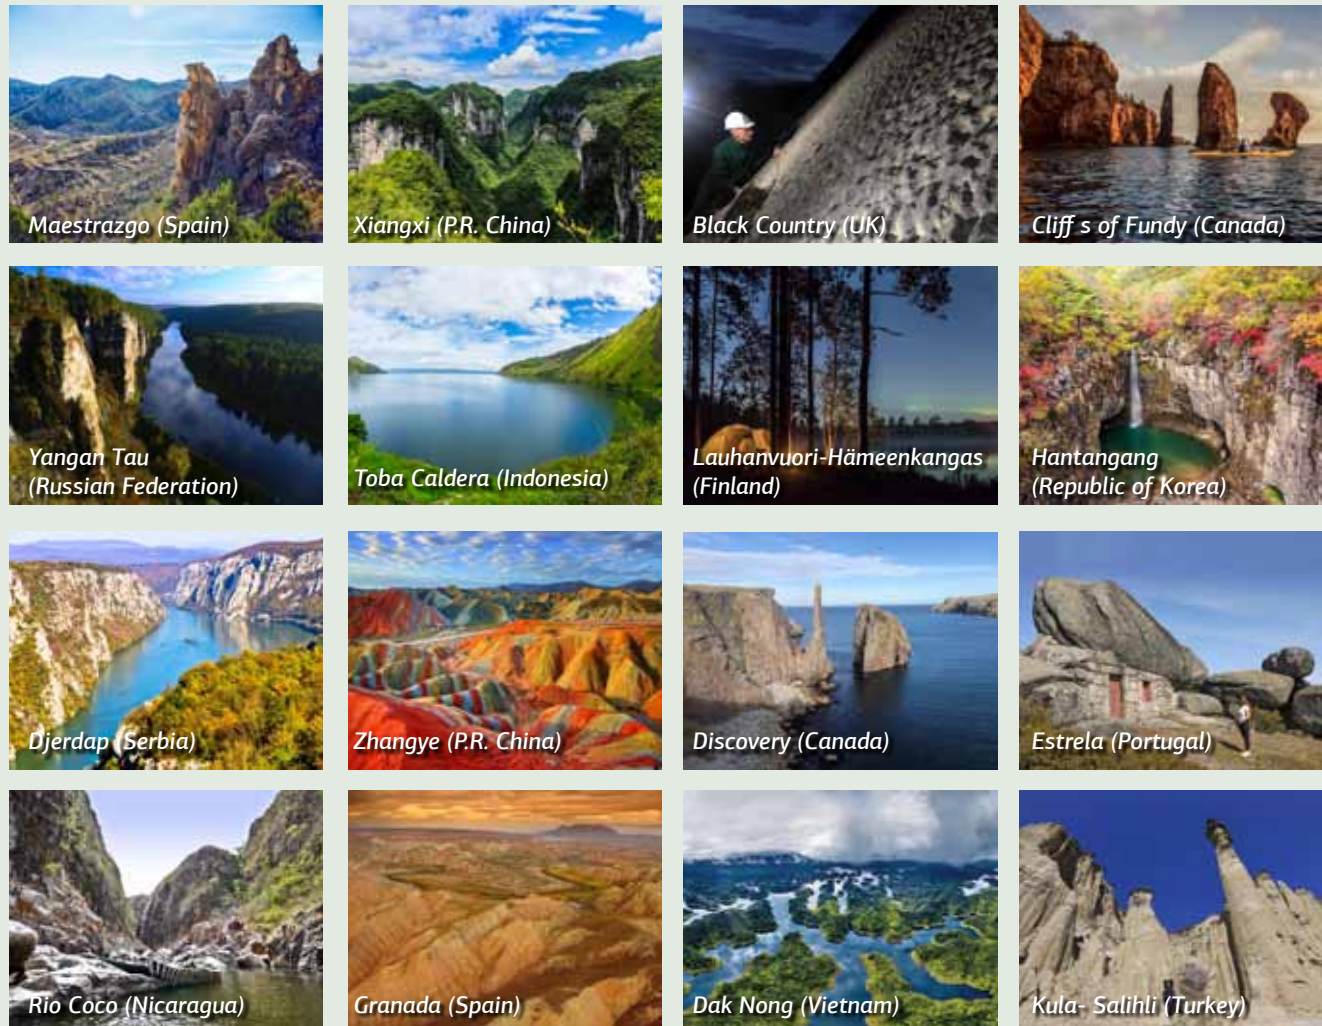 Maestrazgo (Spain)
Xiangxi (P.R. China)
Black Country (UK)
Cliff s of Fundy (Canada)
Yangan Tau
(Russian Federation)
Toba Caldera (Indonesia)
Lauhanvuori-Hämeenkangas
(Finland)
Hantangang
(Republic of Korea)
Djerdap (Serbia)
Zhangye (P.R. China)
Discovery (Canada)
Estrela (Portugal)
Rio Coco (Nicaragua)
Granada (Spain)
Dak Nong (Vietnam)
Kula- Salihli (Turkey)